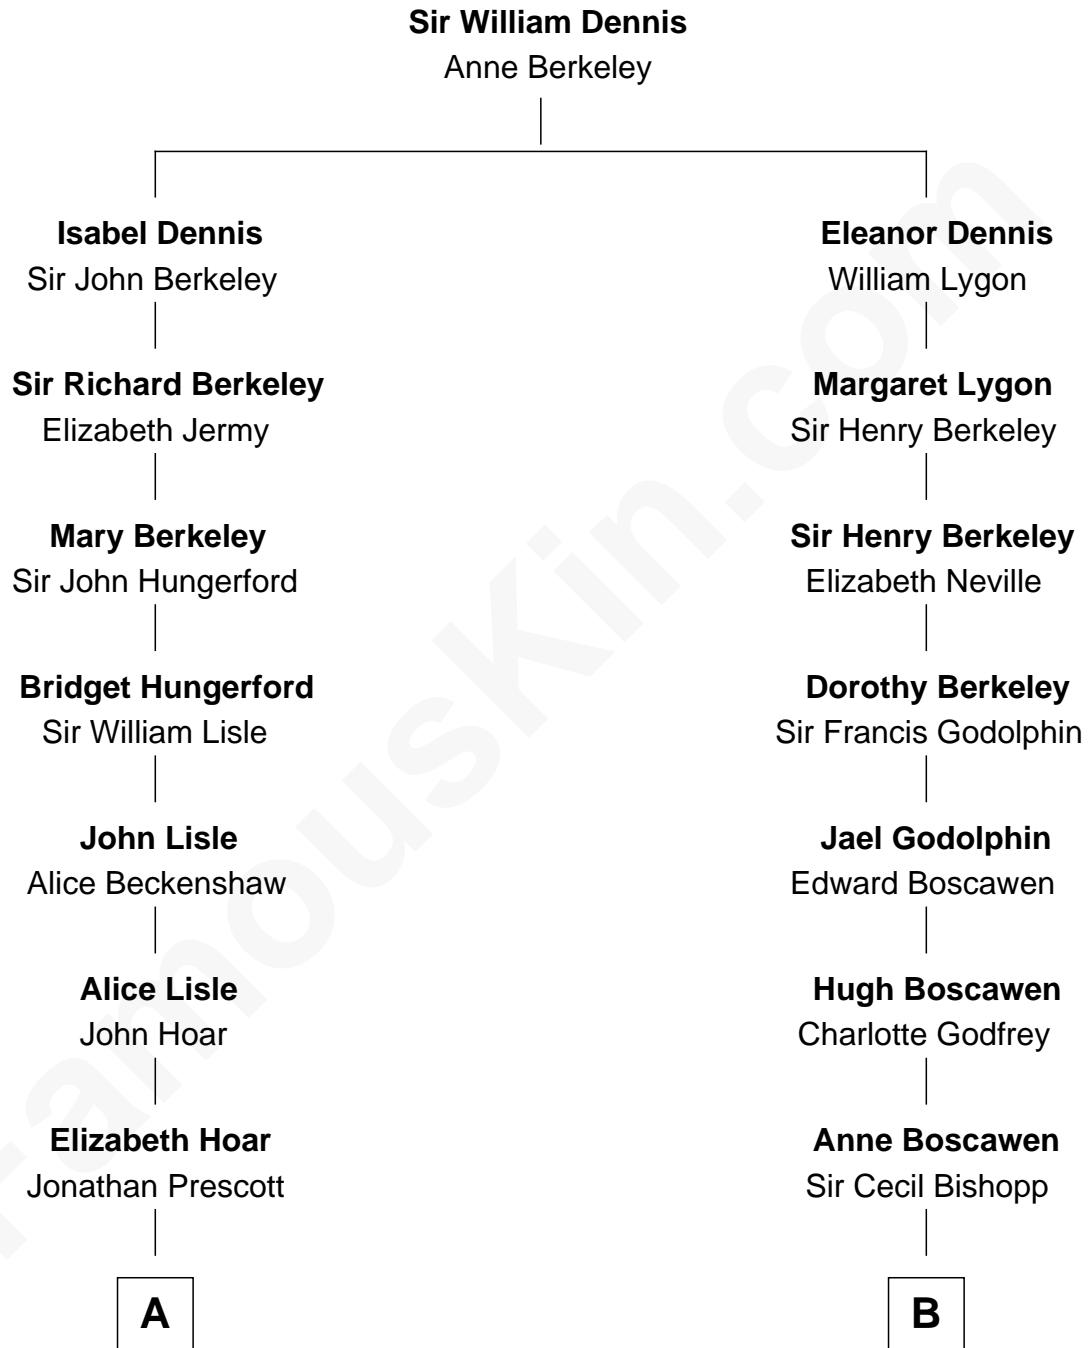 Sir William Dennis
Anne Berkeley
Isabel Dennis
Sir John Berkeley
Eleanor Dennis
William Lygon
Sir Richard Berkeley
Elizabeth Jermy
Margaret Lygon
Sir Henry Berkeley
Mary Berkeley
Sir John Hungerford
Sir Henry Berkeley
Elizabeth Neville
Bridget Hungerford
Sir William Lisle
Dorothy Berkeley
Sir Francis Godolphin
John Lisle
Alice Beckenshaw
Jael Godolphin
Edward Boscawen
Alice Lisle
John Hoar
Hugh Boscawen
Charlotte Godfrey
Elizabeth Hoar
Jonathan Prescott
Anne Boscawen
Sir Cecil Bishopp
A
B
FamousKin.com